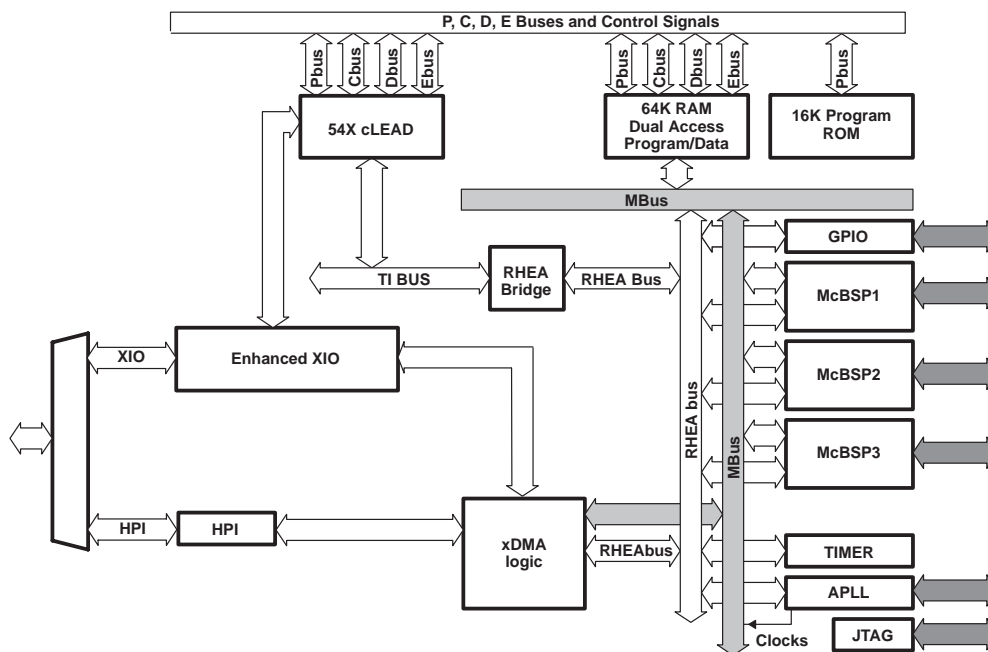 P, C, D, E Buses and Control Signals
Pbus
Cbus
Dbus
Ebus
Pbus
Cbus
Dbus
Ebus
Pbus
54X cLEAD
64K RAM
Dual Access
Program/Data
16K Program
ROM
MBus
GPIO
TI BUS
RHEA
Bridge
RHEA Bus
McBSP1
XIO
Enhanced XIO
McBSP2
RHEA bus
MBus
McBSP3
HPI
HPI
xDMA
logic
RHEAbus
TIMER
APLL
Clocks
JTAG